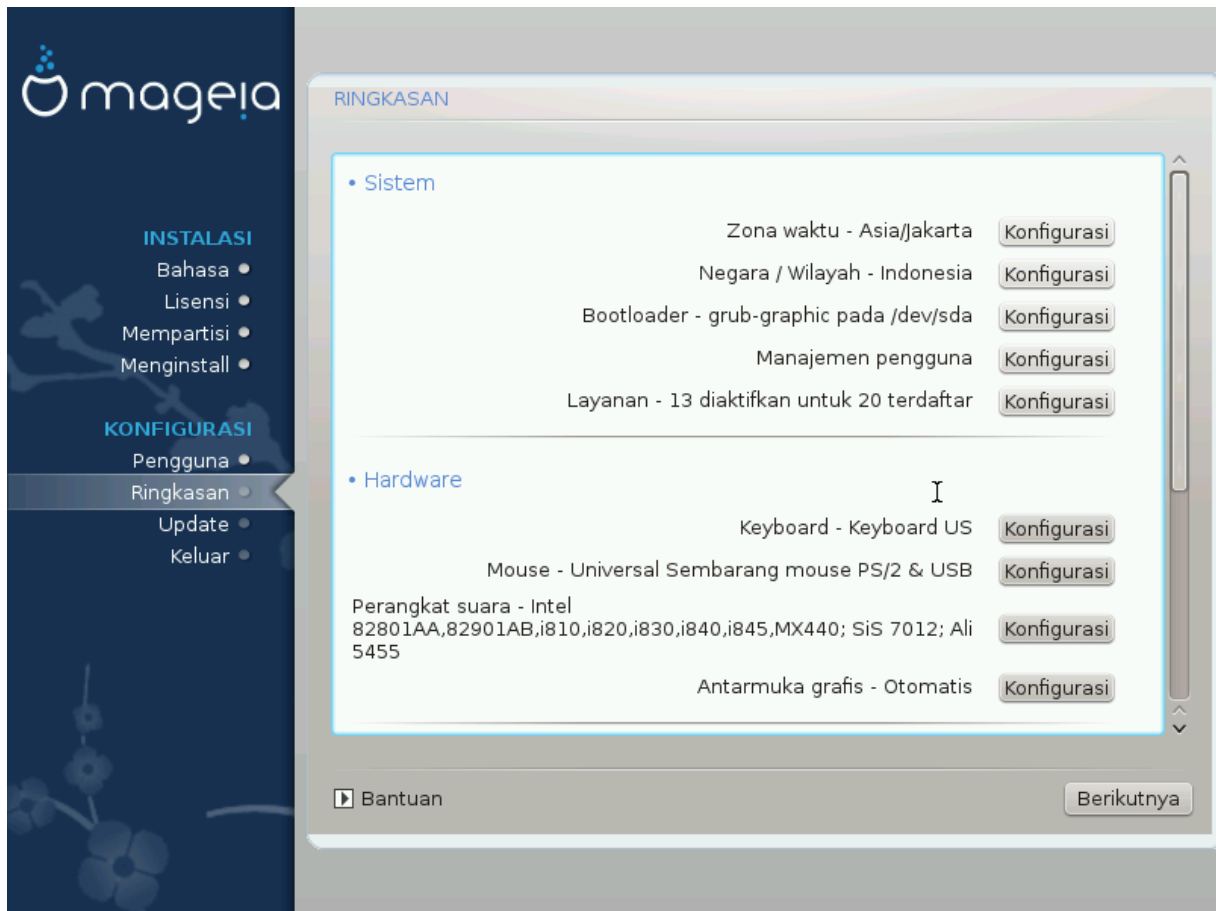 mageia
INSTALASI
Bahasa
Lisensi
Mempartisi
Menginstall
KONFIGURASI
Pengguna
Ringkasan
Update
Keluar
RINGKASAN
• Sistem
Zona waktu - Asia/Jakarta Konfigurasi
Negara / Wilayah - Indonesia Konfigurasi
Bootloader - grub-graphic pada /dev/sda Konfigurasi
Manajemen pengguna Konfigurasi
Layanan - 13 diaktifkan untuk 20 terdaftar Konfigurasi
• Hardware
Keyboard - Keyboard US Konfigurasi
Mouse - Universal Sembarang mouse PS/2 & USB Konfigurasi
Perangkat suara - Intel
82801AA,82901AB,i810,i820,i830,i840,i845,MX440; SiS 7012; Ali
5455 Konfigurasi
Antarmuka grafis - Otomatis Konfigurasi
Bantuan
Berikutnya